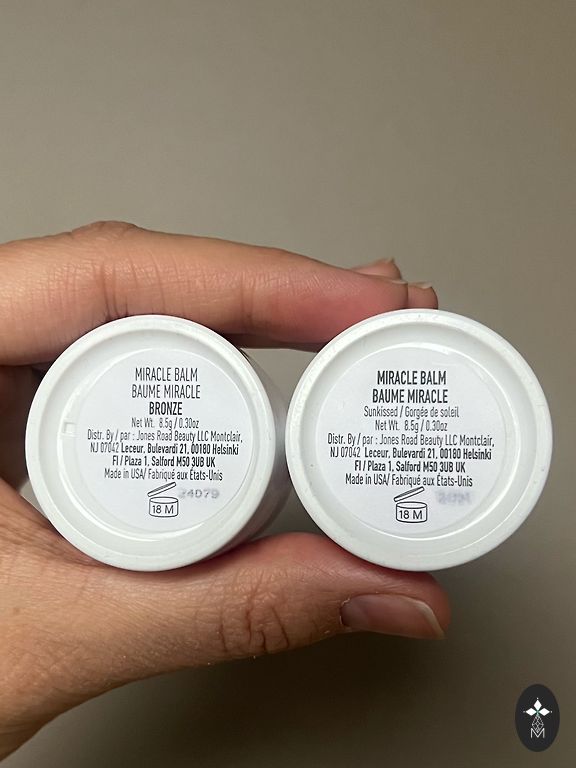 MIRACLE BALM
BAUME MIRACLE
BRONZE
Net Wt. 8.5g / 0.30oz
Distr. By / par : Jones Road Beauty LLC Montclair,
NJ 07042 Leceur, Bulevardi 21, 00180 Helsinki
FI / Plaza 1, Salford M50 3UB UK
Made in USA/ Fabriqué aux États-Unis
24079
18 M
MIRACLE BALM
BAUME MIRACLE
Sunkissed / Gorgée de soleil
Net Wt. 8.5g / 0.30oz
Distr. By / par : Jones Road Beauty LLC Montclair,
NJ 07042 Leceur, Bulevardi 21, 00180 Helsinki
FI / Plaza 1, Salford M50 3UB UK
Made in USA/ Fabriqué aux États-Unis
18 M
M